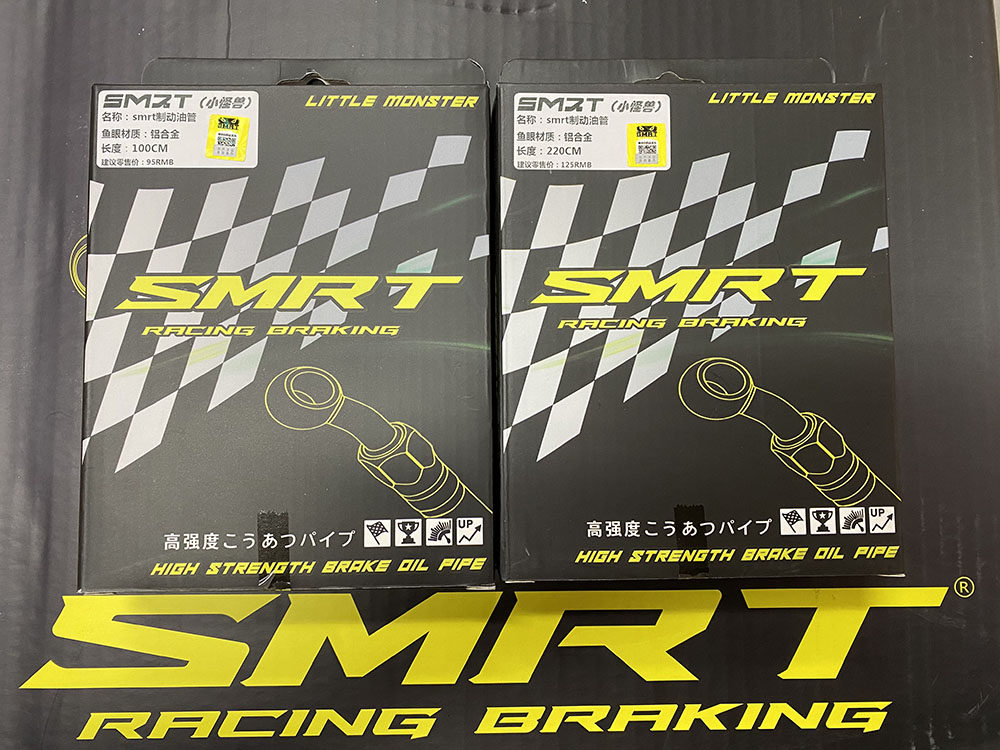 SMRT（小怪兽）
名称：smrt制动油管
鱼眼材质：铝合金
长度：100CM
建议零售价：95RMB
SMRT
LITTLE MONSTER
SMRT
RACING BRAKING
高强度こうあつパイプ
UP
HIGH STRENGTH BRAKE OIL PIPE
SMRT（小怪兽）
名称：smrt制动油管
鱼眼材质：铝合金
长度：220CM
建议零售价：125RMB
SMRT
LITTLE MONSTER
SMRT
RACING BRAKING
高强度こうあつパイプ
UP
HIGH STRENGTH BRAKE OIL PIPE
SMRT®
RACING BRAKING